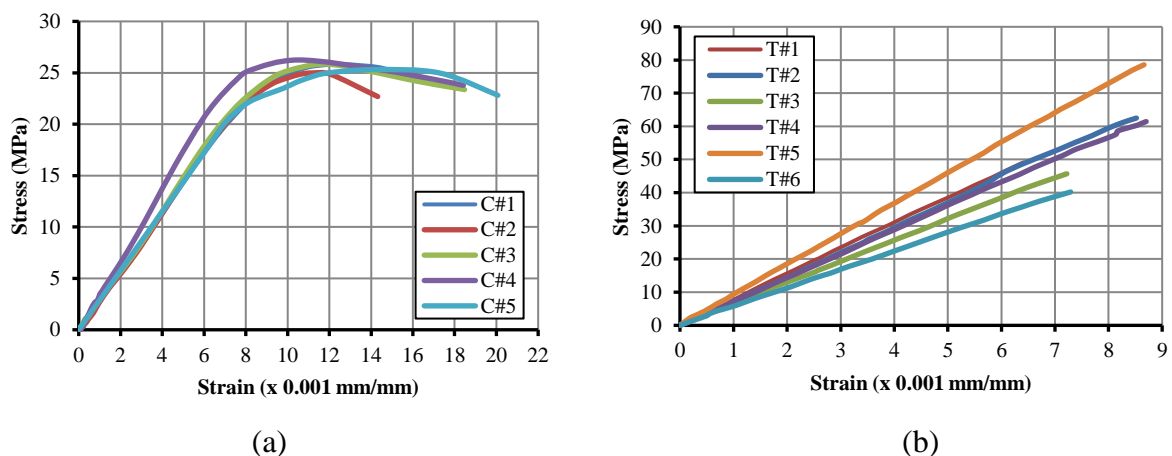 30
25
20
15
10
5
0
Stress (MPa)
C#1
C#2
C#3
C#4
C#5
0 2 4 6 8 10 12 14 16 18 20 22
Strain (x 0.001 mm/mm)
(a)
90
80
70
60
50
40
30
20
10
0
Stress (MPa)
T#1
T#2
T#3
T#4
T#5
T#6
0 1 2 3 4 5 6 7 8 9
Strain (x 0.001 mm/mm)
(b)